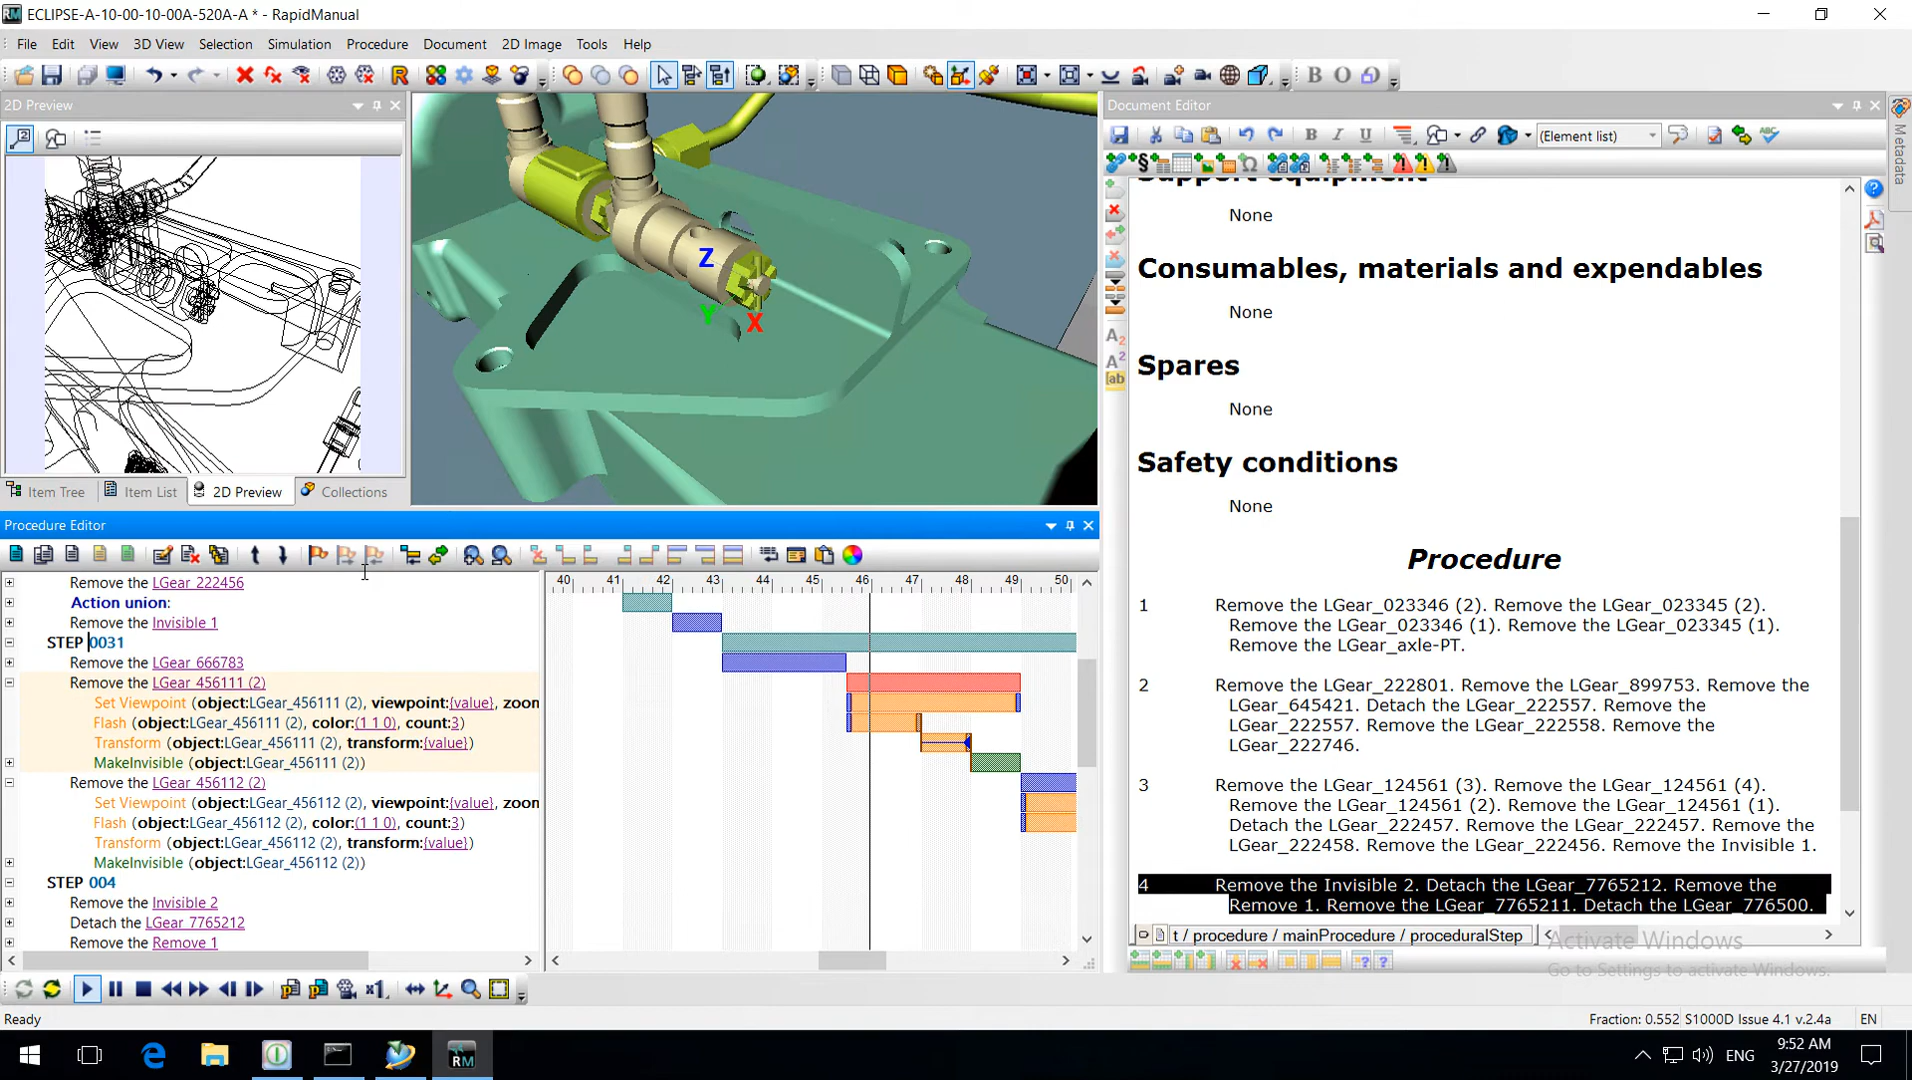 ECLIPSE-A-10-00-10-00A-520A-A * - RapidManual
File Edit View 3D View Selection Simulation Procedure Document 2D Image Tools Help
2D Preview
Z
Y
X
Item Tree Item List 2D Preview Collections
Document Editor
(Element list)
Metadata
Support equipment
None
Consumables, materials and expendables
None
Spares
None
Safety conditions
None
Procedure
1 Remove the LGear_023346 (2). Remove the LGear_023345 (2).
Remove the LGear_023346 (1). Remove the LGear_023345 (1).
Remove the LGear_axle-PT.
2 Remove the LGear_222801. Remove the LGear_899753. Remove the
LGear_645421. Detach the LGear_222557. Remove the
LGear_222557. Remove the LGear_222558. Remove the
LGear_222746.
3 Remove the LGear_124561 (3). Remove the LGear_124561 (4).
Remove the LGear_124561 (2). Remove the LGear_124561 (1).
Detach the LGear_222457. Remove the LGear_222457. Remove the
LGear_222458. Remove the LGear_222456. Remove the Invisible 1.
4 Remove the Invisible 2. Detach the LGear_7765212. Remove the
Remove 1. Remove the LGear_7765211. Detach the LGear_776500.
t / procedure / mainProcedure / proceduralStep
Activate Windows
Go to Settings to activate Windows.
Procedure Editor
40 41 42 43 44 45 46 47 48 49 50
Remove the LGear_222456
Action union:
Remove the Invisible 1
STEP 0031
Remove the LGear_666783
Remove the LGear_456111 (2)
Set Viewpoint (object:LGear_456111 (2), viewpoint:{value}, zoom
Flash (object:LGear_456111 (2), color:(1 1 0), count:3)
Transform (object:LGear_456111 (2), transform:{value})
MakeInvisible (object:LGear_456111 (2))
Remove the LGear_456112 (2)
Set Viewpoint (object:LGear_456112 (2), viewpoint:{value}, zoom
Flash (object:LGear_456112 (2), color:(1 1 0), count:3)
Transform (object:LGear_456112 (2), transform:{value})
MakeInvisible (object:LGear_456112 (2))
STEP 004
Remove the Invisible 2
Detach the LGear_7765212
Remove the Remove 1
x1
Ready
Fraction: 0.552 S1000D Issue 4.1 v.2.4a EN
ENG
9:52 AM
3/27/2019